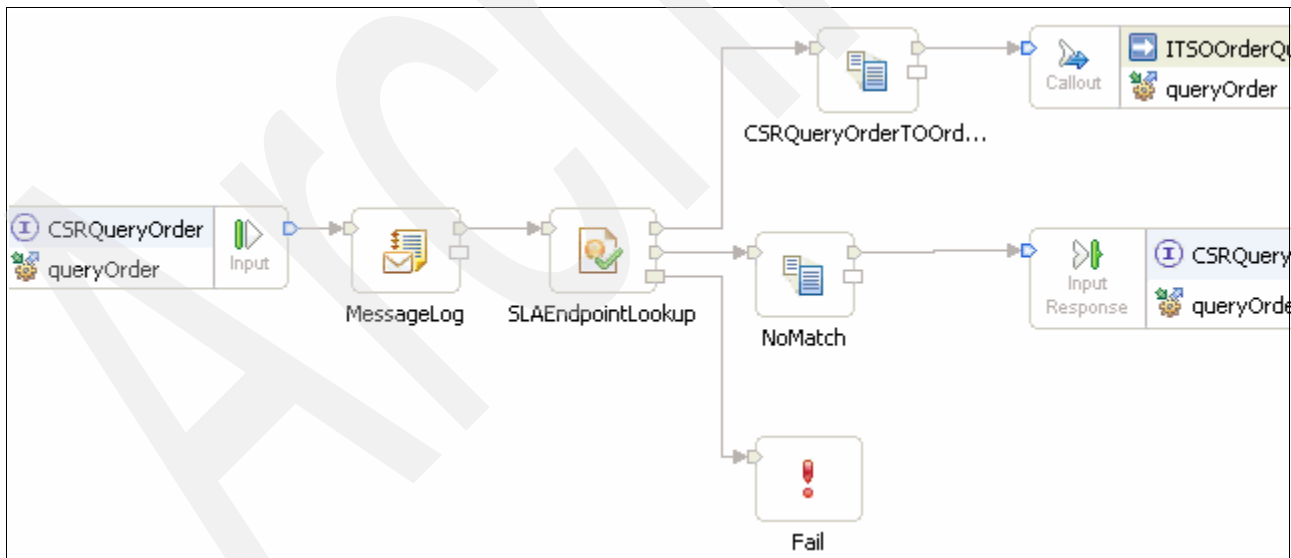 ITSOOrderQu
Callout
queryOrder
CSRQueryOrderTOOrd...
CSRQueryOrder
Input
queryOrder
MessageLog
SLAEndpointLookup
NoMatch
CSRQuery
Input
Response
queryOrde
Fail